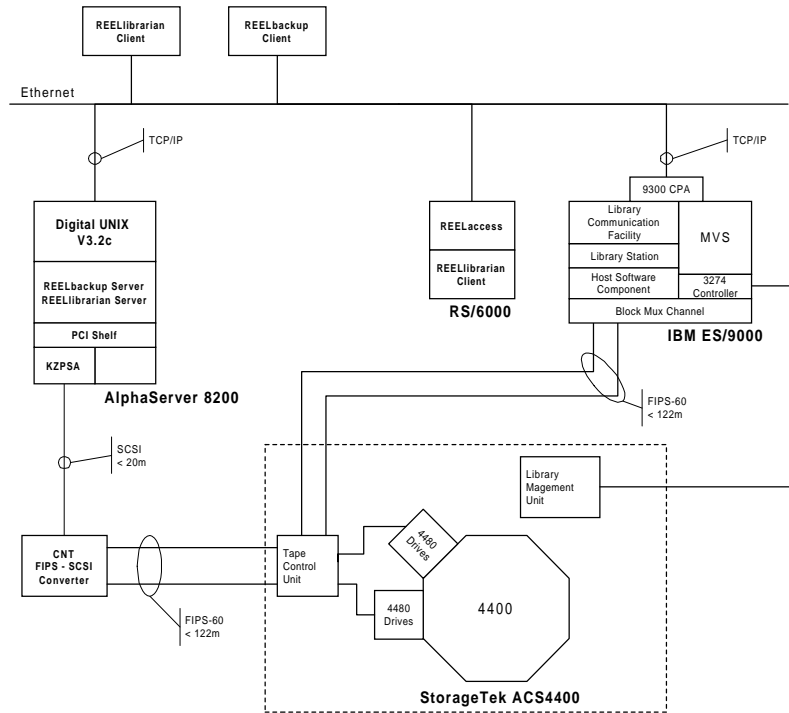 REELlibrarian
Client
REELbackup
Client
Ethernet
TCP/IP
TCP/IP
9300 CPA
Digital UNIX
V3.2c
REELbackup Server
REELlibrarian Server
PCI Shelf
KZPSA
AlphaServer 8200
REELaccess
REELlibrarian
Client
RS/6000
Library
Communication
Facility
MVS
Library Station
Host Software
Component
3274
Controller
Block Mux Channel
IBM ES/9000
FIPS-60
< 122m
SCSI
< 20m
Library
Magement
Unit
CNT
FIPS - SCSI
Converter
Tape
Control
Unit
4480
Drives
4480
Drives
4400
FIPS-60
< 122m
StorageTek ACS4400